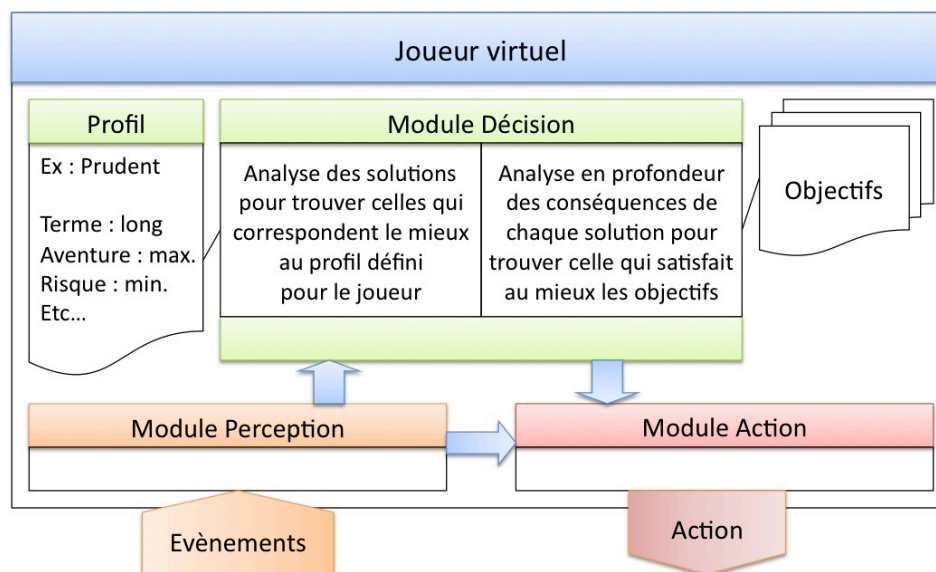 Joueur virtuel
Profil
Ex : Prudent
Terme : long
Aventure : max.
Risque : min.
Etc...
Module Décision
Analyse des solutions
pour trouver celles qui
correspondent le mieux
au profil défini
pour le joueur
Analyse en profondeur
des conséquences de
chaque solution pour
trouver celle qui satisfait
au mieux les objectifs
Objectifs
Module Perception
Module Action
Evènements
Action